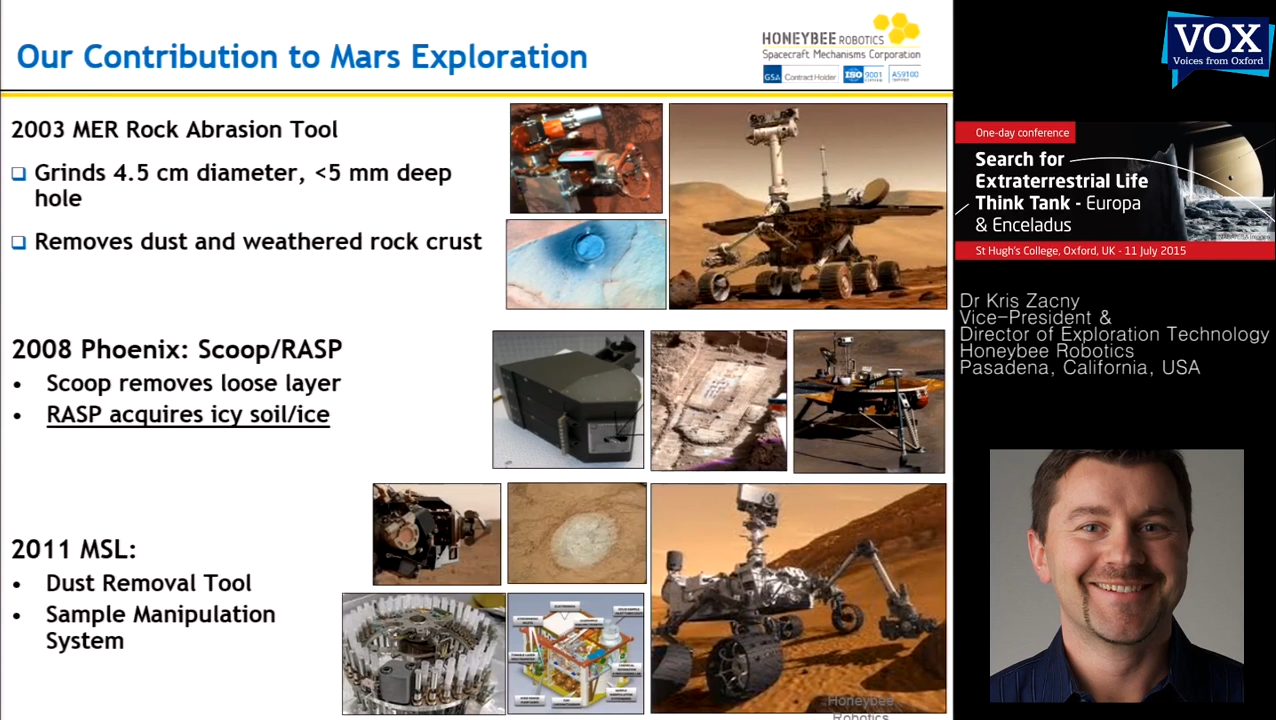 Our Contribution to Mars Exploration
HONEYBEE ROBOTICS
Spacecraft Mechanisms Corporation
GSA Contract Holder ISO 9001 AS9100
2003 MER Rock Abrasion Tool
Grinds 4.5 cm diameter, <5 mm deep
hole
Removes dust and weathered rock crust
2008 Phoenix: Scoop/RASP
• Scoop removes loose layer
• RASP acquires icy soil/ice
2011 MSL:
• Dust Removal Tool
• Sample Manipulation
System
Honeybee
Robotics
VOX
Voices from Oxford
One-day conference
Search for
Extraterrestrial Life
Think Tank - Europa
& Enceladus
St Hugh's College, Oxford, UK - 11 July 2015
Dr Kris Zacny
Vice-President &
Director of Exploration Technology
Honeybee Robotics
Pasadena, California, USA